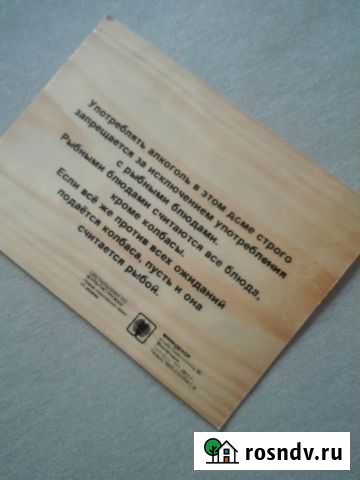 Употреблять алкоголь в этом доме строго
запрещается за исключением употребления
с рыбными блюдами.
Рыбными блюдами считаются все блюда,
кроме колбасы.
Если всё же против всех ожиданий
подаётся колбаса, пусть и она
считается рыбой.
rosndv.ru